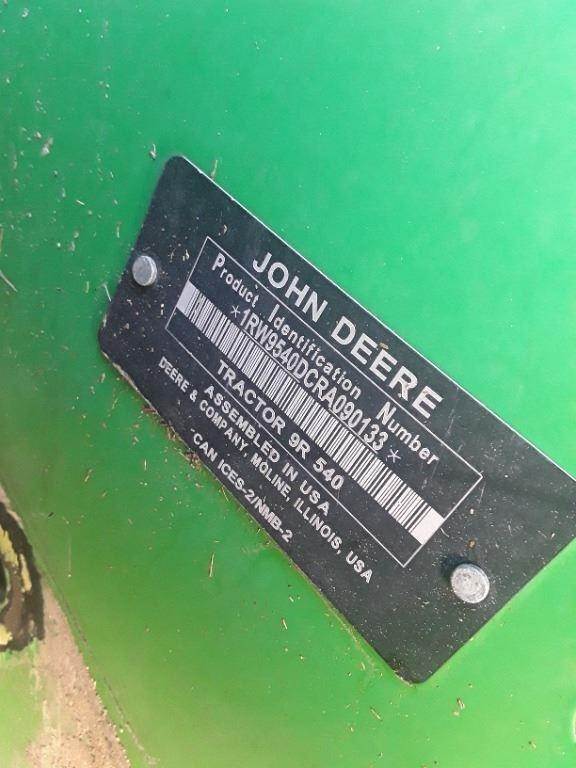 JOHN DEERE
Product Identification Number
*1RW9540DCRA090133*
TRACTOR 9R 540
ASSEMBLED IN USA
DEERE & COMPANY, MOLINE, ILLINOIS, USA
CAN ICES-2/NMB-2